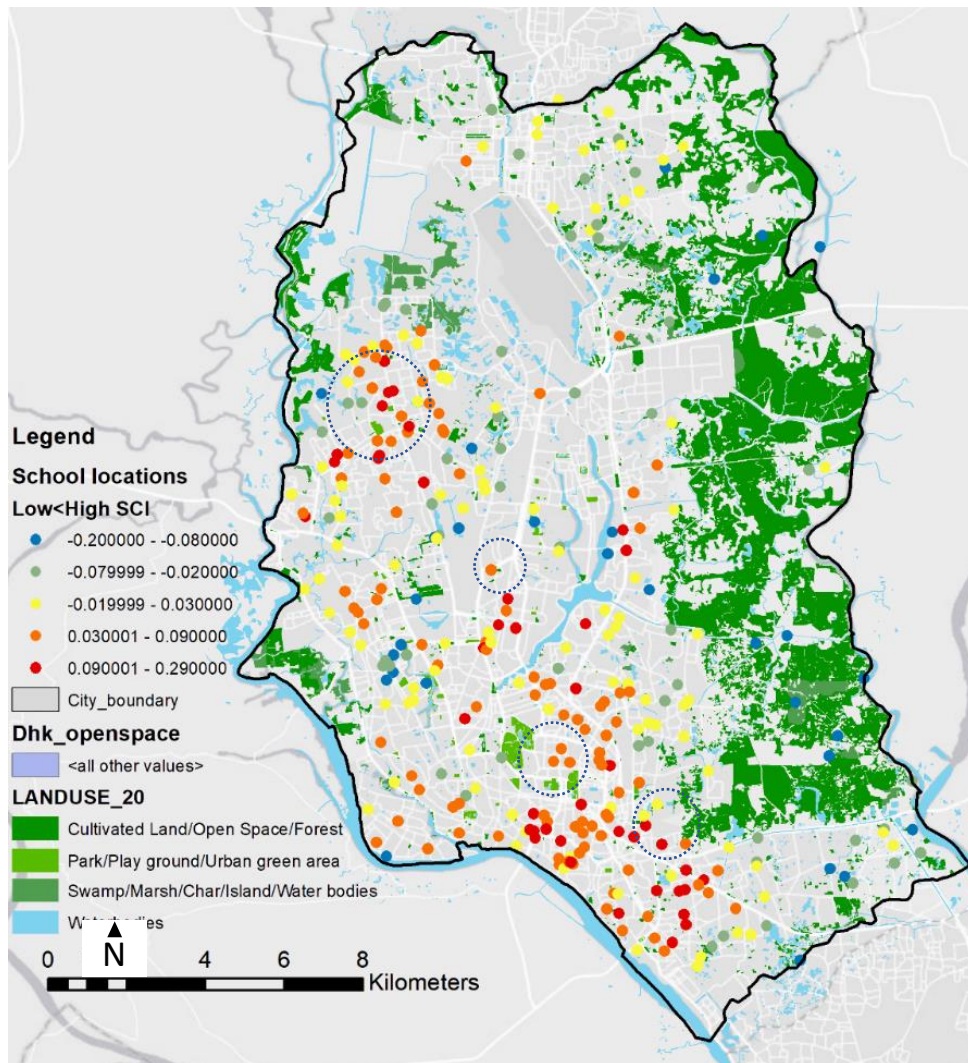 Legend
School locations
Low<High SCI
-0.200000 - -0.080000
-0.079999 - -0.020000
-0.019999 - 0.030000
0.030001 - 0.090000
0.090001 - 0.290000
City_boundary
Dhk_openspace
<all other values>
LANDUSE_20
Cultivated Land/Open Space/Forest
Park/Play ground/Urban green area
Swamp/Marsh/Char/Island/Water bodies
Waterbodies
N
0 2 4 6 8
Kilometers